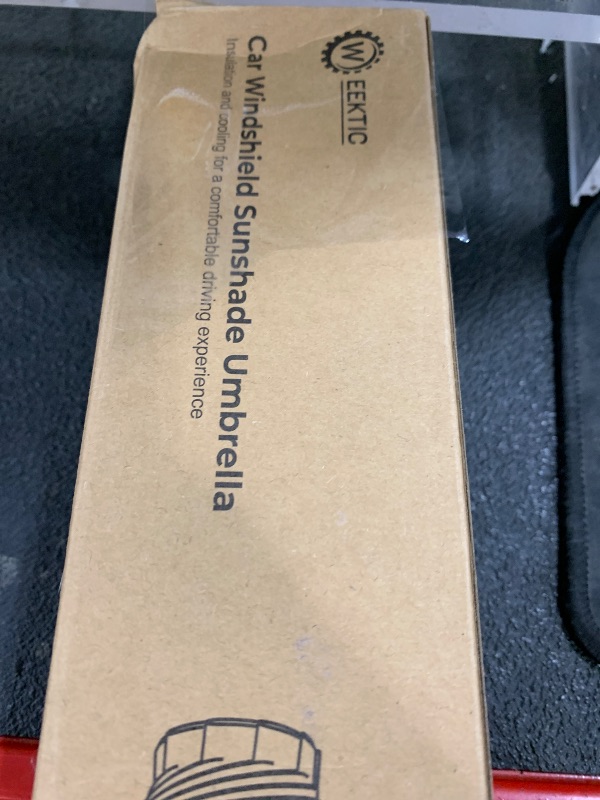 WEEKTIC
Car Windshield Sunshade Umbrella
Insulation and cooling for a comfortable driving experience